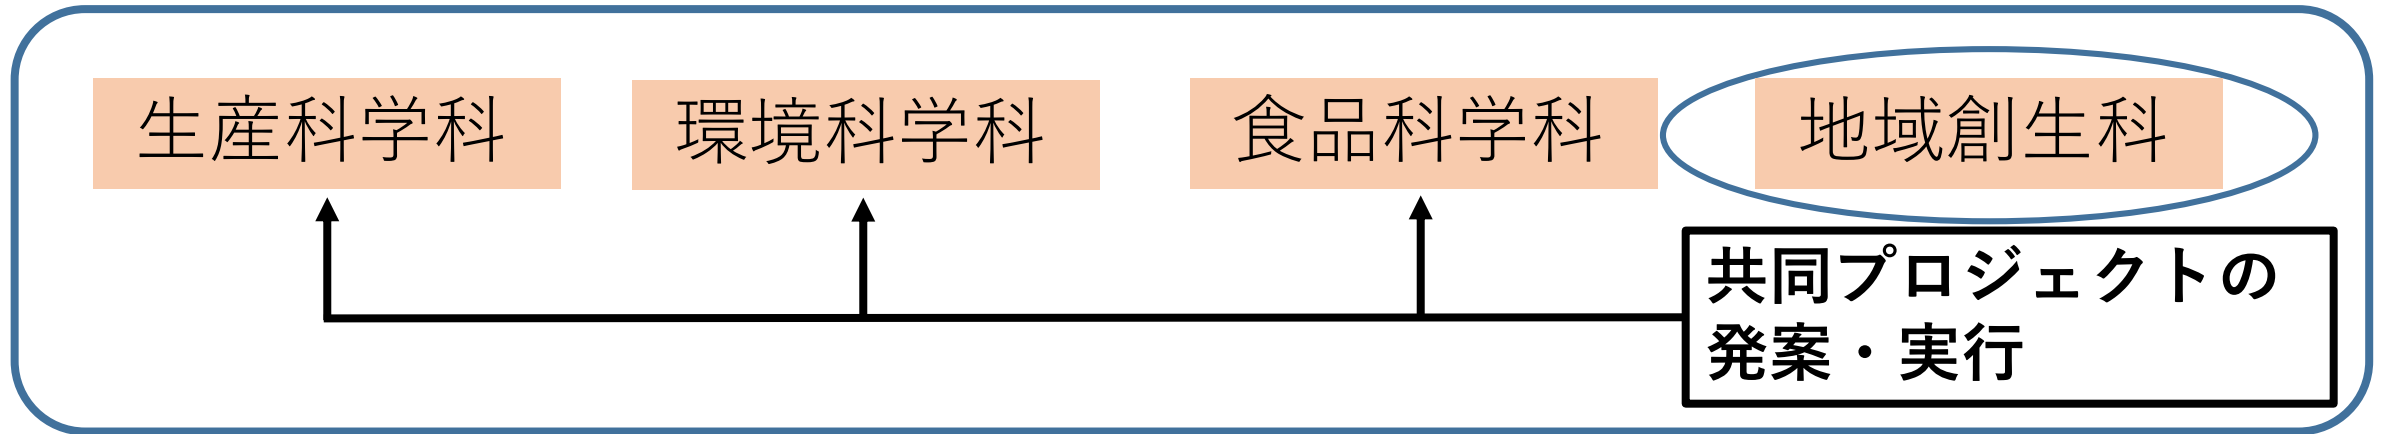 生産科学科
環境科学科
食品科学科
地域創生科
共同プロジェクトの
発案・実行